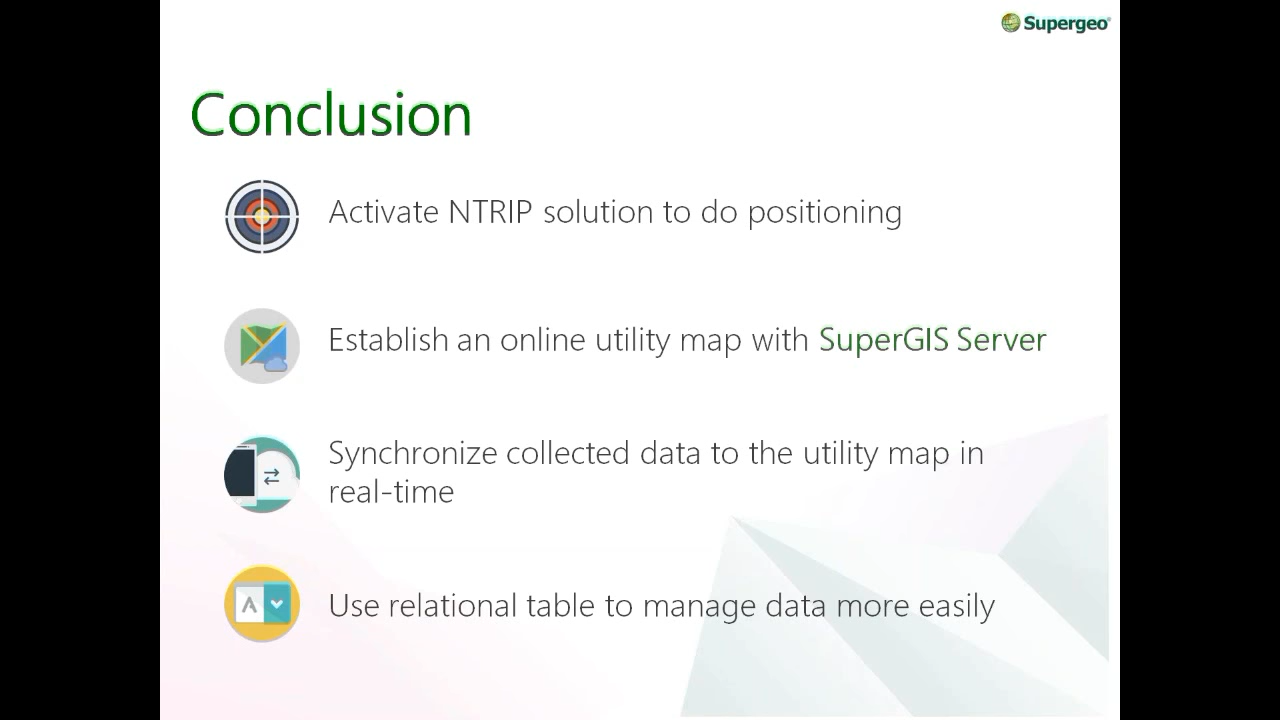 Supergeo
Conclusion
Activate NTRIP solution to do positioning
Establish an online utility map with SuperGIS Server
Synchronize collected data to the utility map in
real-time
Use relational table to manage data more easily